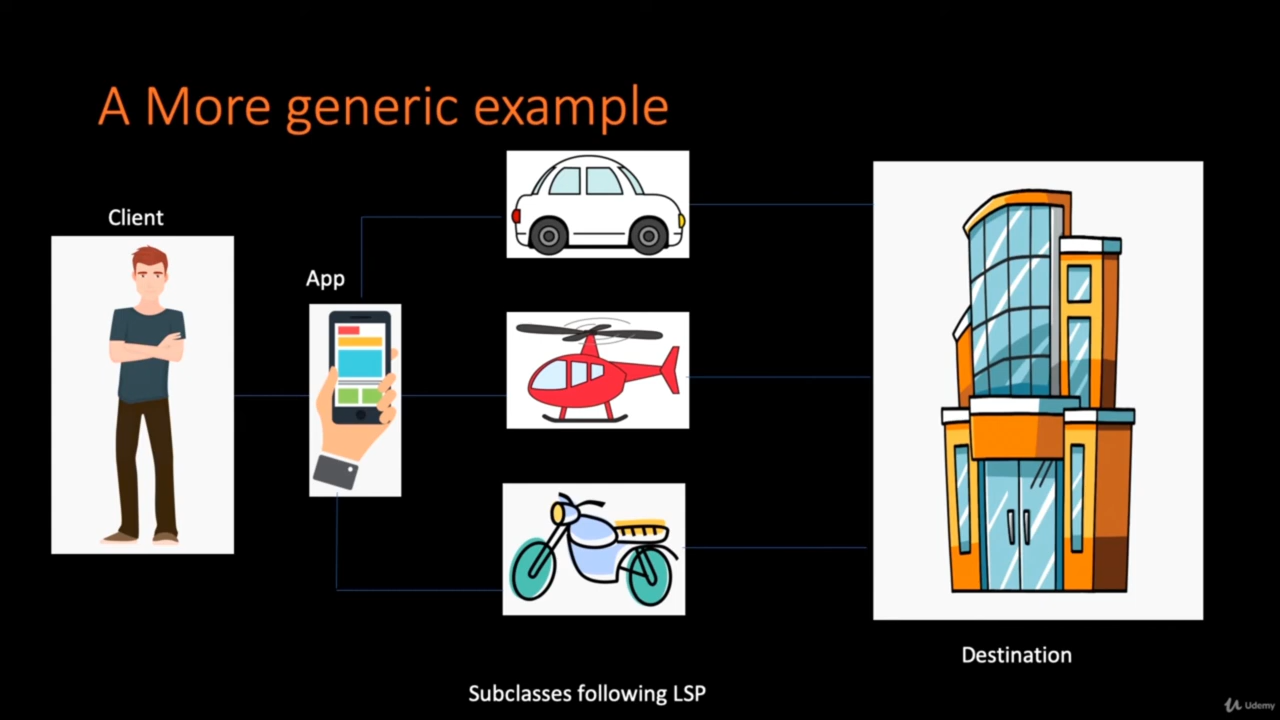 A More generic example
Client
App
Destination
Subclasses following LSP
Udemy